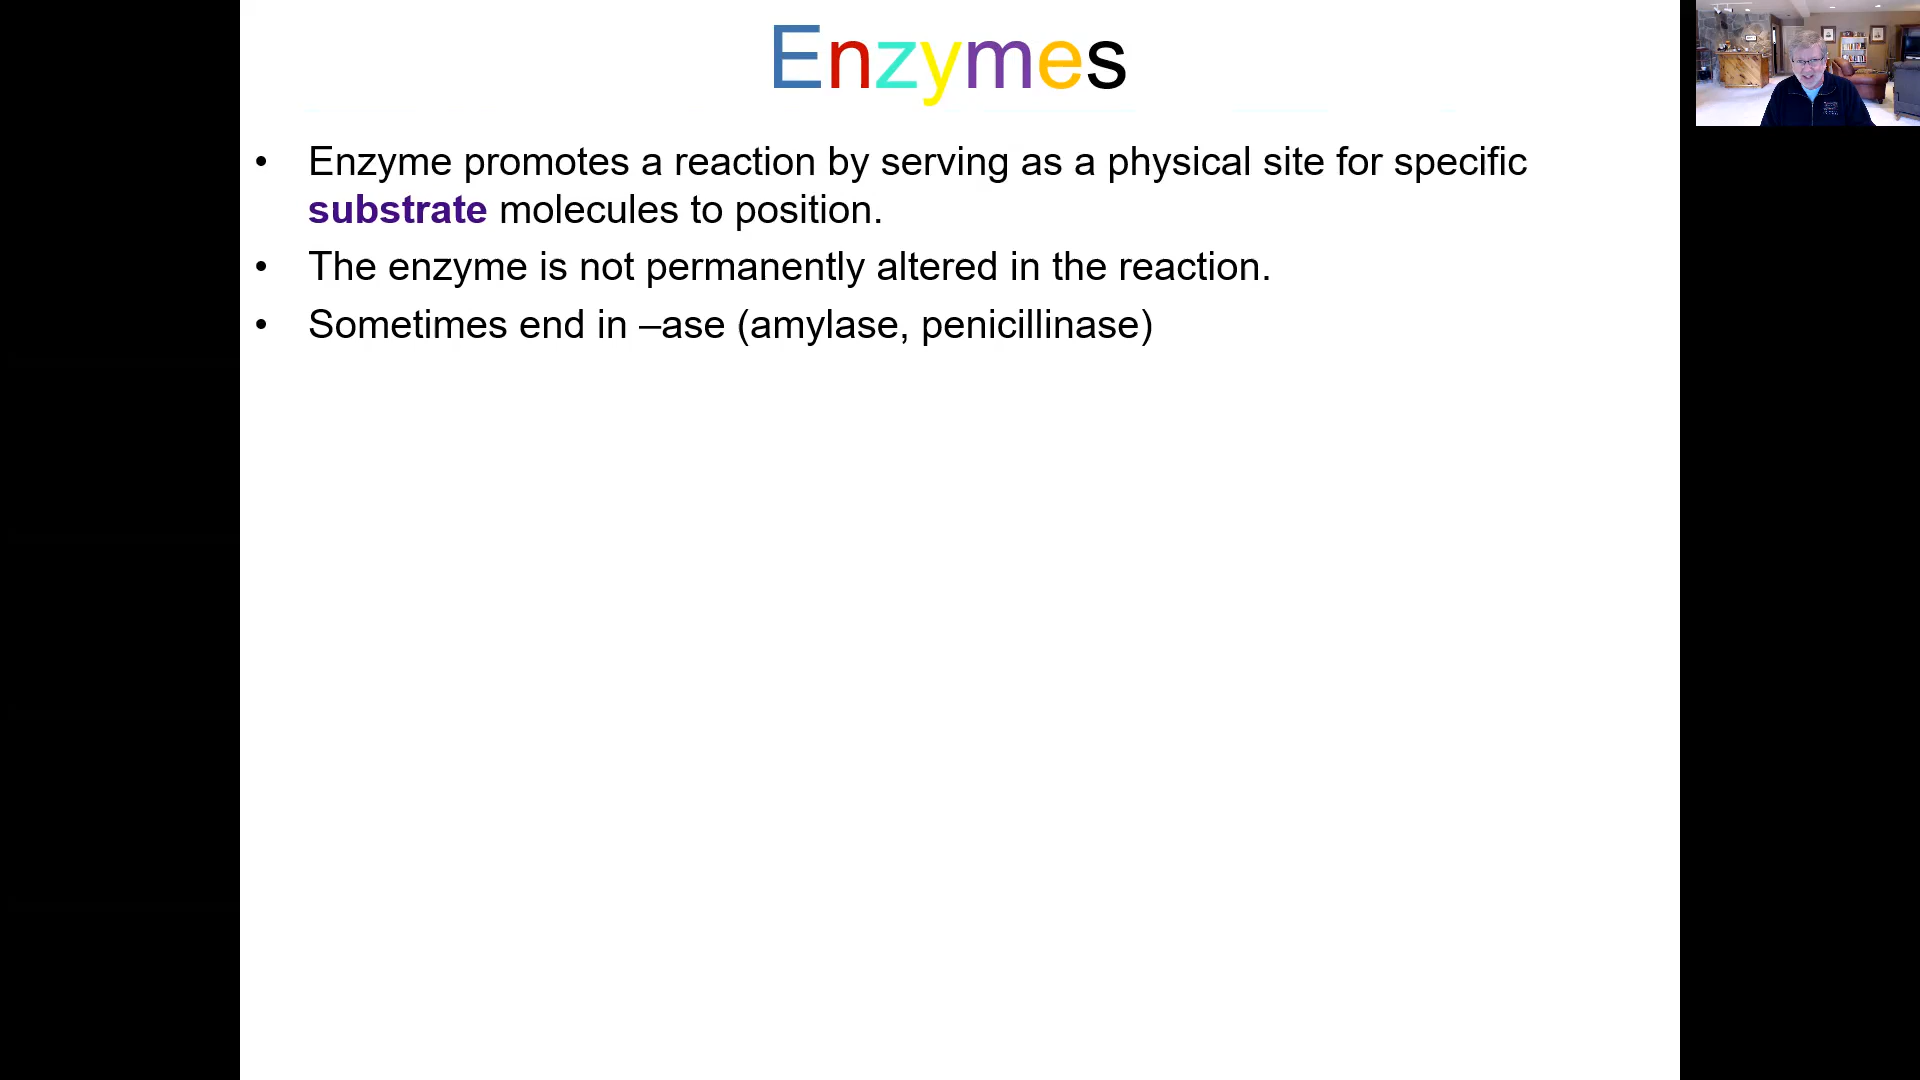 Enzymes
• Enzyme promotes a reaction by serving as a physical site for specific
substrate molecules to position.
• The enzyme is not permanently altered in the reaction.
• Sometimes end in –ase (amylase, penicillinase)